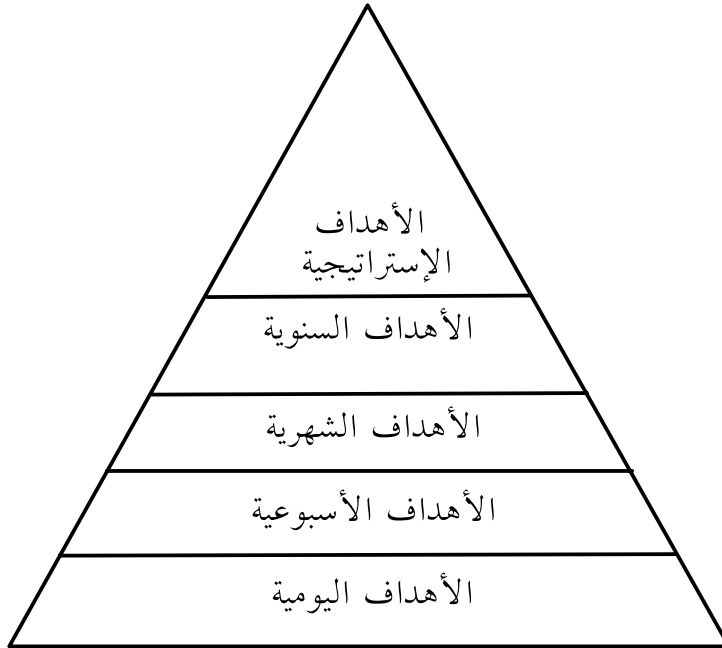 الأهداف
الإستراتيجية
الأهداف السنوية
الأهداف الشهرية
الأهداف الأسبوعية
الأهداف اليومية